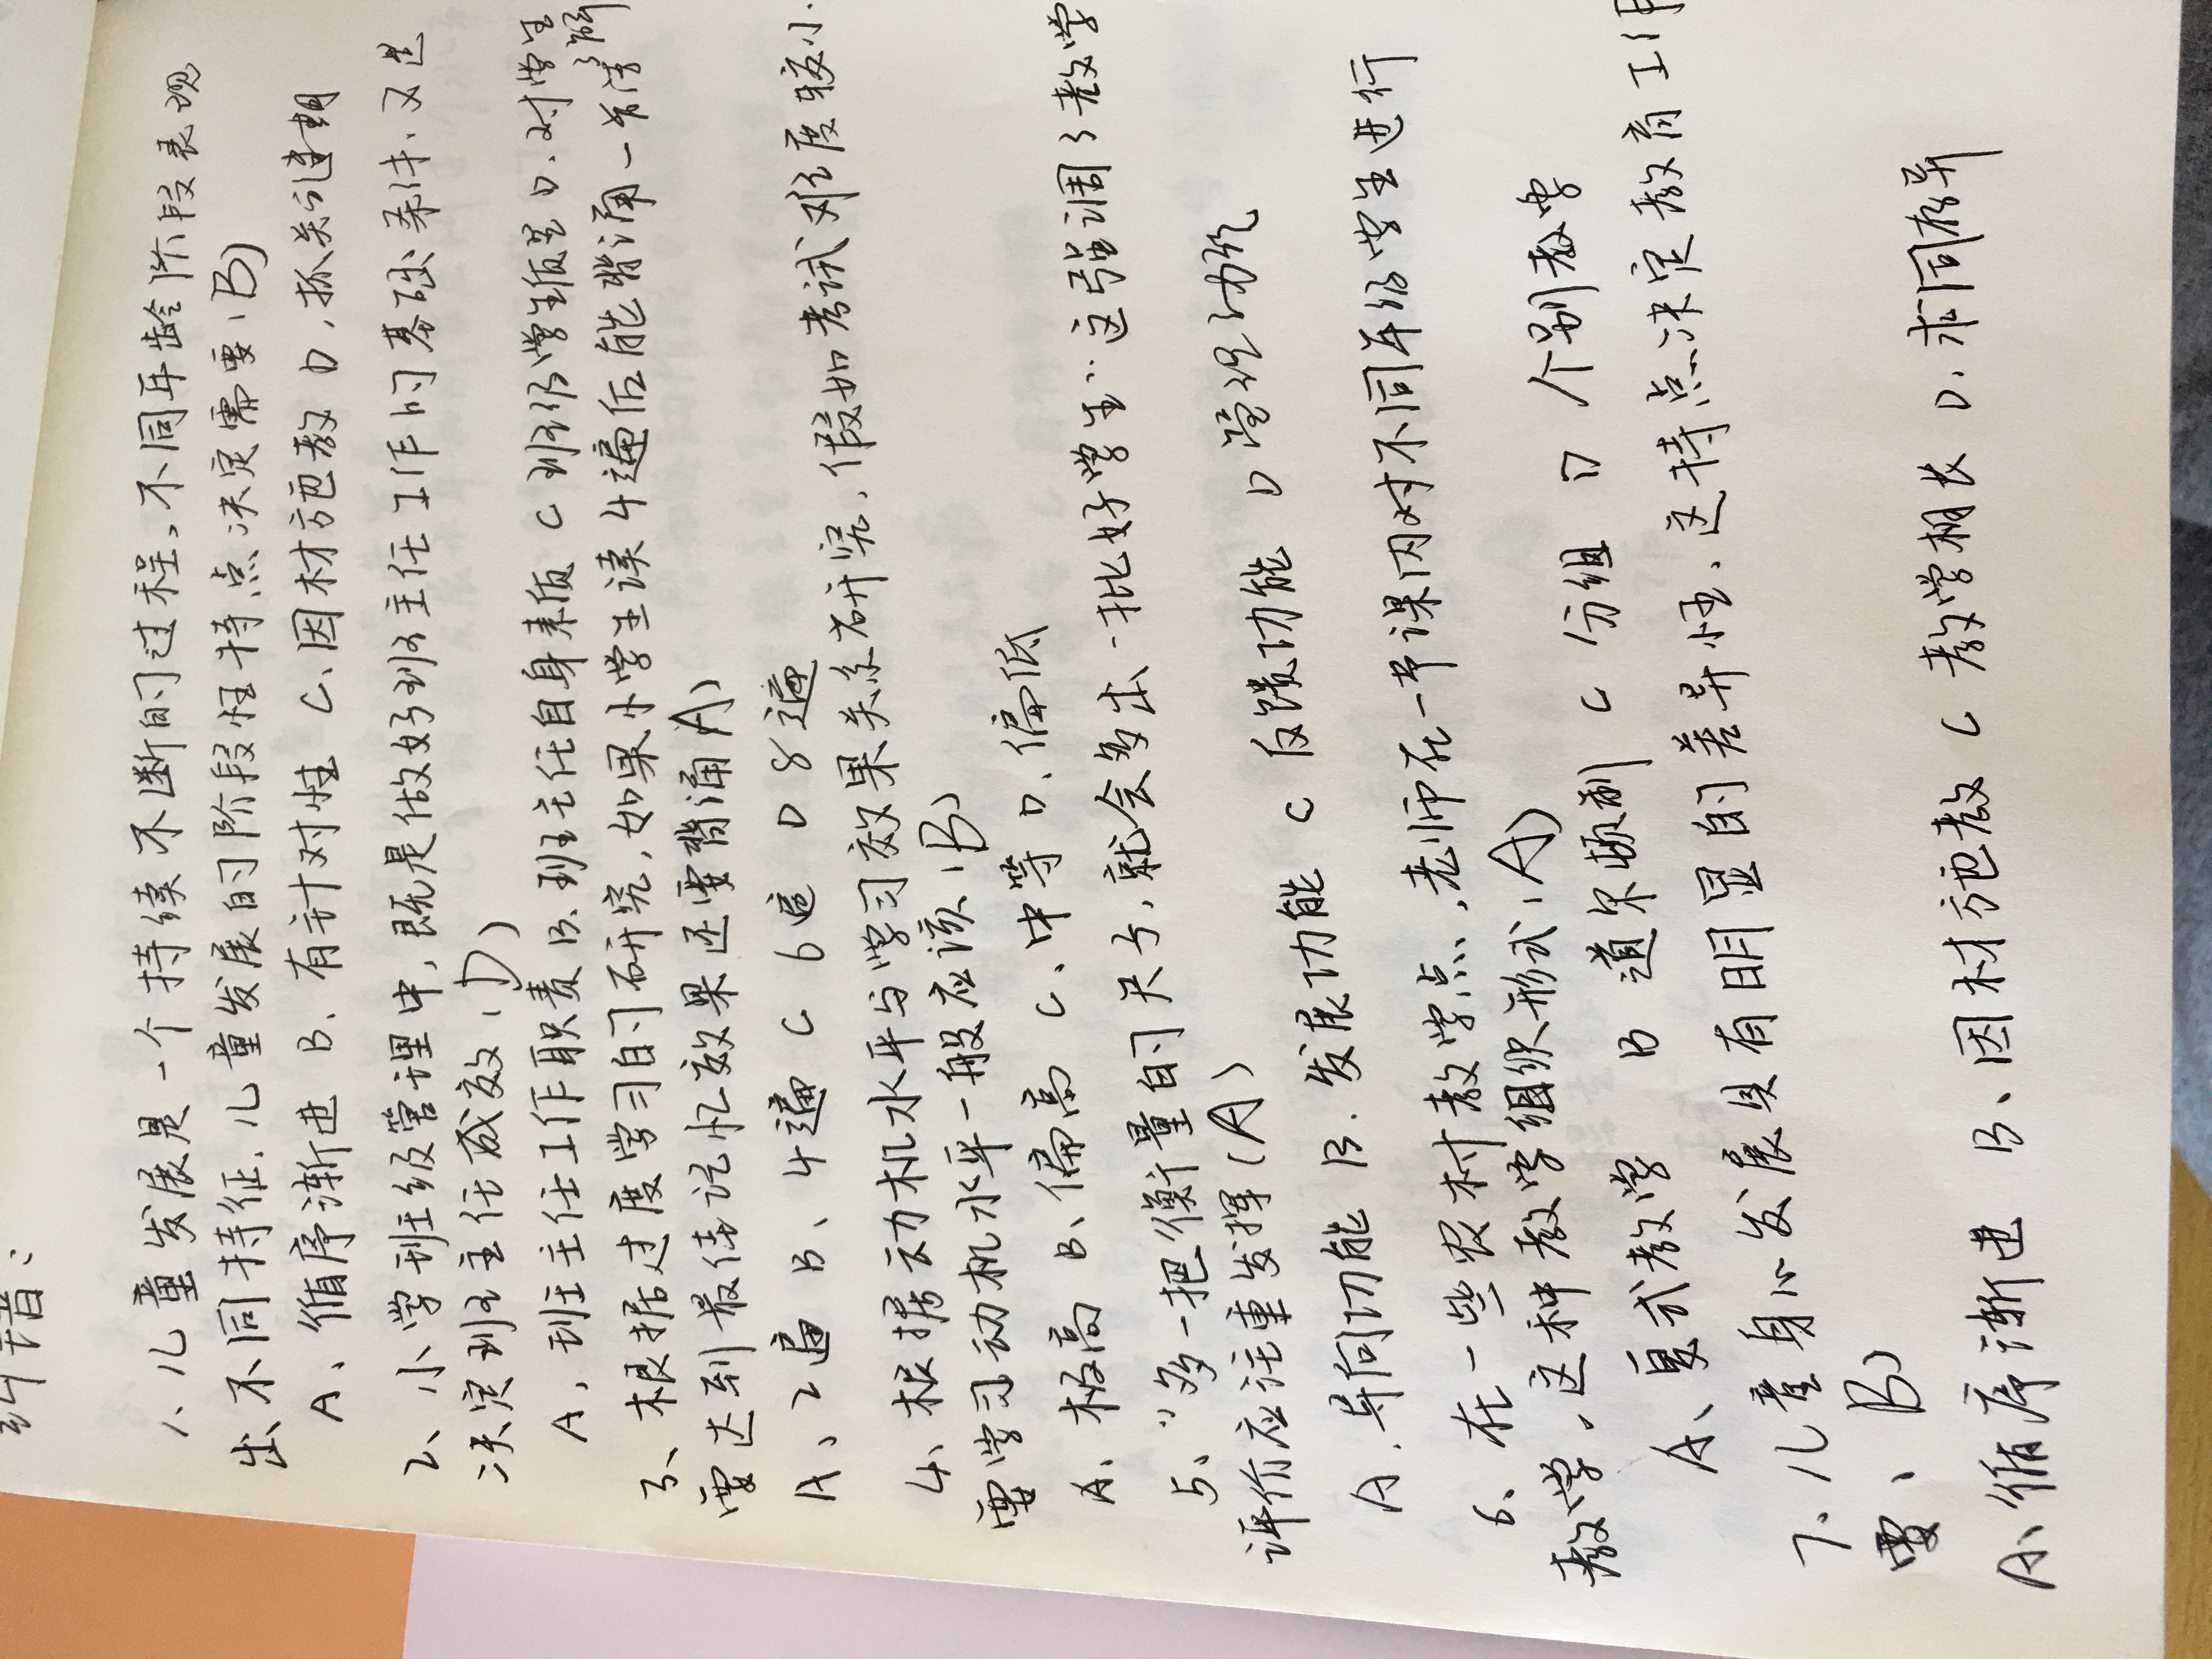 纠错：
1、儿童发展是一个持续不断的过程。不同年龄阶段表现
出不同特征.儿童发展的阶段性特点决定需要(B)
A、循序渐进 B、有针对性 C、因材施教 D、抓关键期
2、小学班级管理中,既是做好班主任工作的基础条件、又是
决定班主任成效(D)
A、班主任工作职责 B、班主任自身素质 C 班级学生质量 D、对学生
了解
3、根据过度学习的研究,如果小学生读4遍后能背诵一首诗
要达到最佳记忆效果还要背诵A)
A、2遍 B、4遍 C 6遍 D 8遍
4、根据动机水平与学习效果关系研究,假如考试难度较小.
要学习动机水平一般应该(B)
A、极高 B、偏高 C、中等 D、偏低
5、"多一把衡量的尺子,就会多出一批好学生"这强调了教学
评价应注重发挥(A)
A.导向功能 B.发展功能 C 反馈功能 D 管理功能
6、在一些农村教学点,老师在一节课内对不同年级学生进行
教学。这种教学组织形式(A)
A、复式教学 B 道尔顿制 C 分组 D 个别教学
7、儿童身心发展具有明显的差异性.这特点决定教育工作
要(B)
A、循序渐进 B、因材施教 C 教学相长 D.求同存异